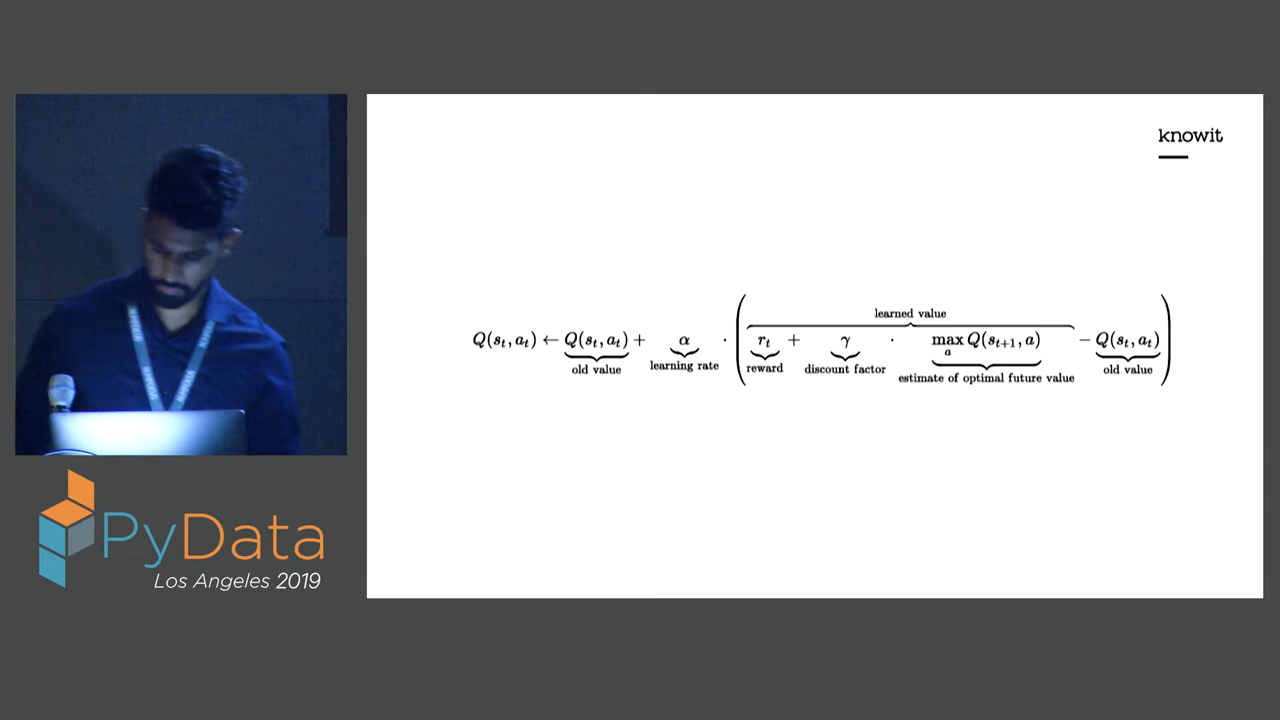 knowit
learned value
Q(s_t, a_t) ← Q(s_t, a_t) + α · ( r_t + γ · max_a Q(s_{t+1}, a) − Q(s_t, a_t) )
old value learning rate reward discount factor estimate of optimal future value old value
PyData
Los Angeles 2019